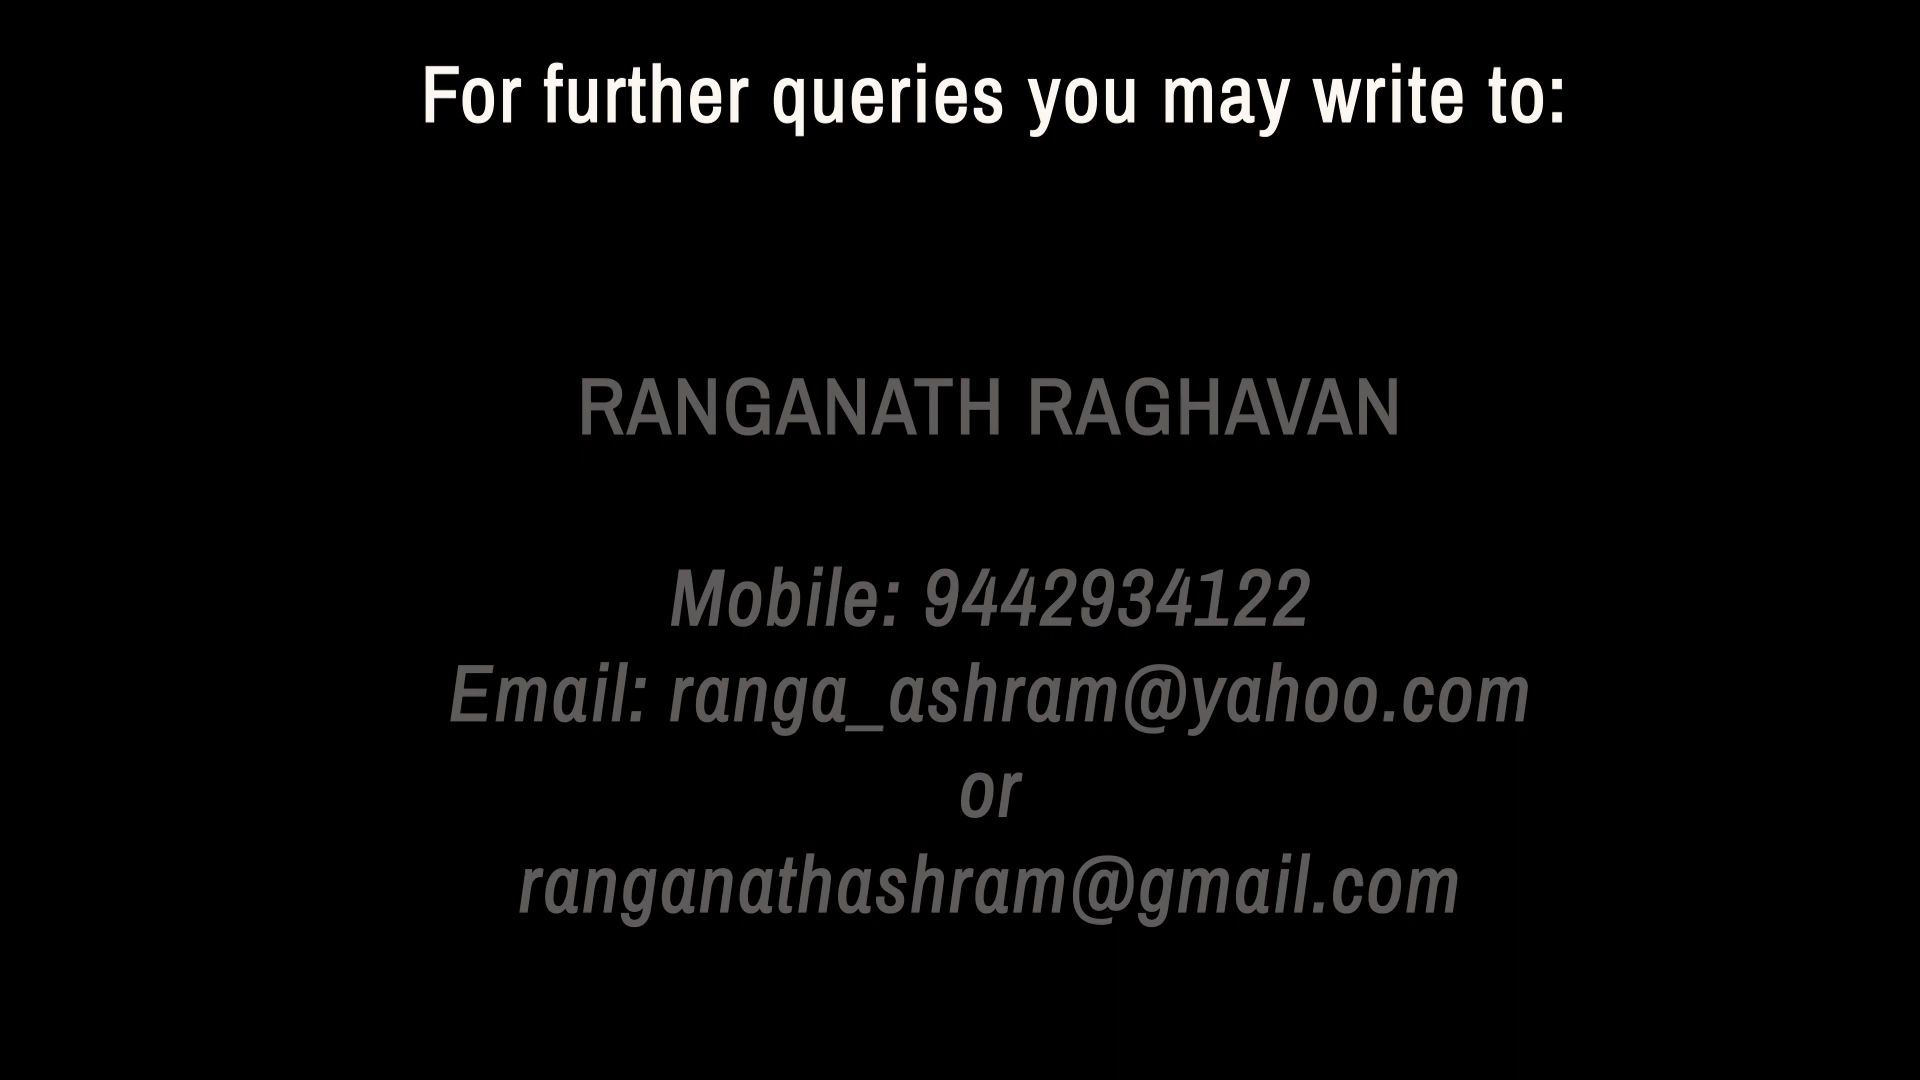 For further queries you may write to:
RANGANATH RAGHAVAN
Mobile: 9442934122
Email: ranga_ashram@yahoo.com
or
ranganathashram@gmail.com